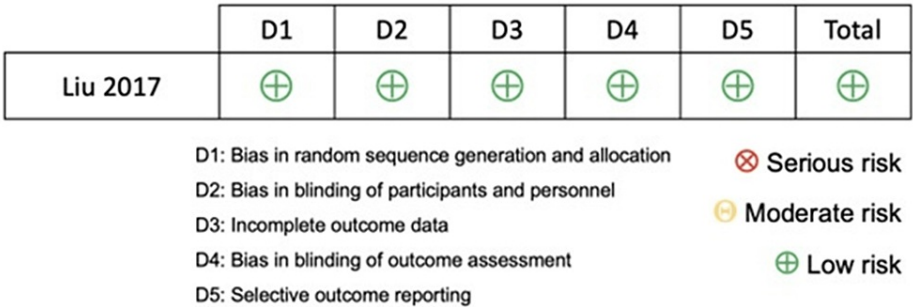 D1 D2 D3 D4 D5 Total
Liu 2017
D1: Bias in random sequence generation and allocation
D2: Bias in blinding of participants and personnel
D3: Incomplete outcome data
D4: Bias in blinding of outcome assessment
D5: Selective outcome reporting
Serious risk
Moderate risk
Low risk